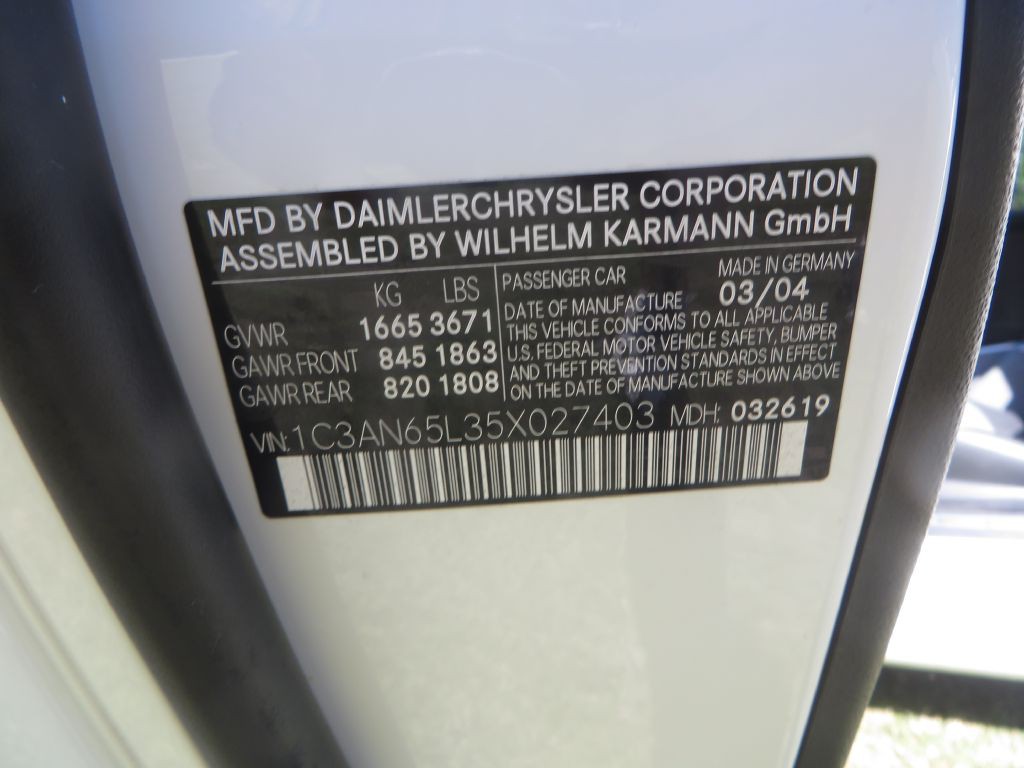 MFD BY DAIMLERCHRYSLER CORPORATION
ASSEMBLED BY WILHELM KARMANN GmbH
KG LBS
GVWR 1665 3671
GAWR FRONT 845 1863
GAWR REAR 820 1808
PASSENGER CAR MADE IN GERMANY
DATE OF MANUFACTURE 03/04
THIS VEHICLE CONFORMS TO ALL APPLICABLE
U.S. FEDERAL MOTOR VEHICLE SAFETY, BUMPER
AND THEFT PREVENTION STANDARDS IN EFFECT
ON THE DATE OF MANUFACTURE SHOWN ABOVE
VIN: 1C3AN65L35X027403 MDH: 032619